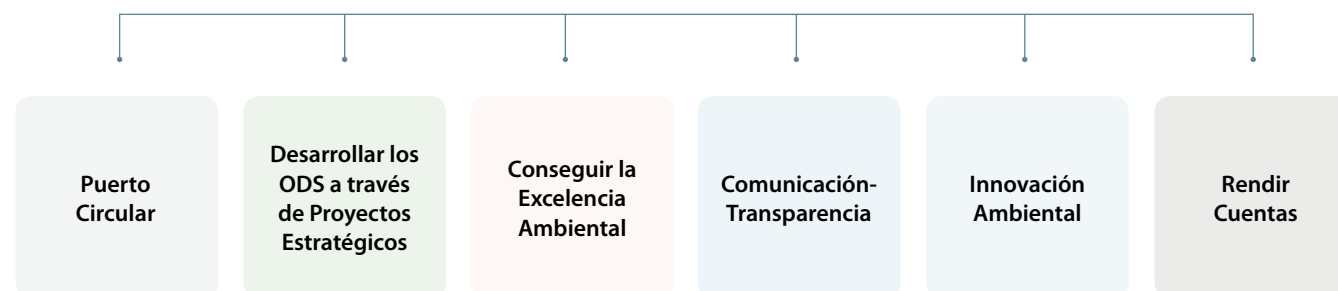 Puerto
Circular
Desarrollar los
ODS a través
de Proyectos
Estratégicos
Conseguir la
Excelencia
Ambiental
Comunicación-
Transparencia
Innovación
Ambiental
Rendir
Cuentas